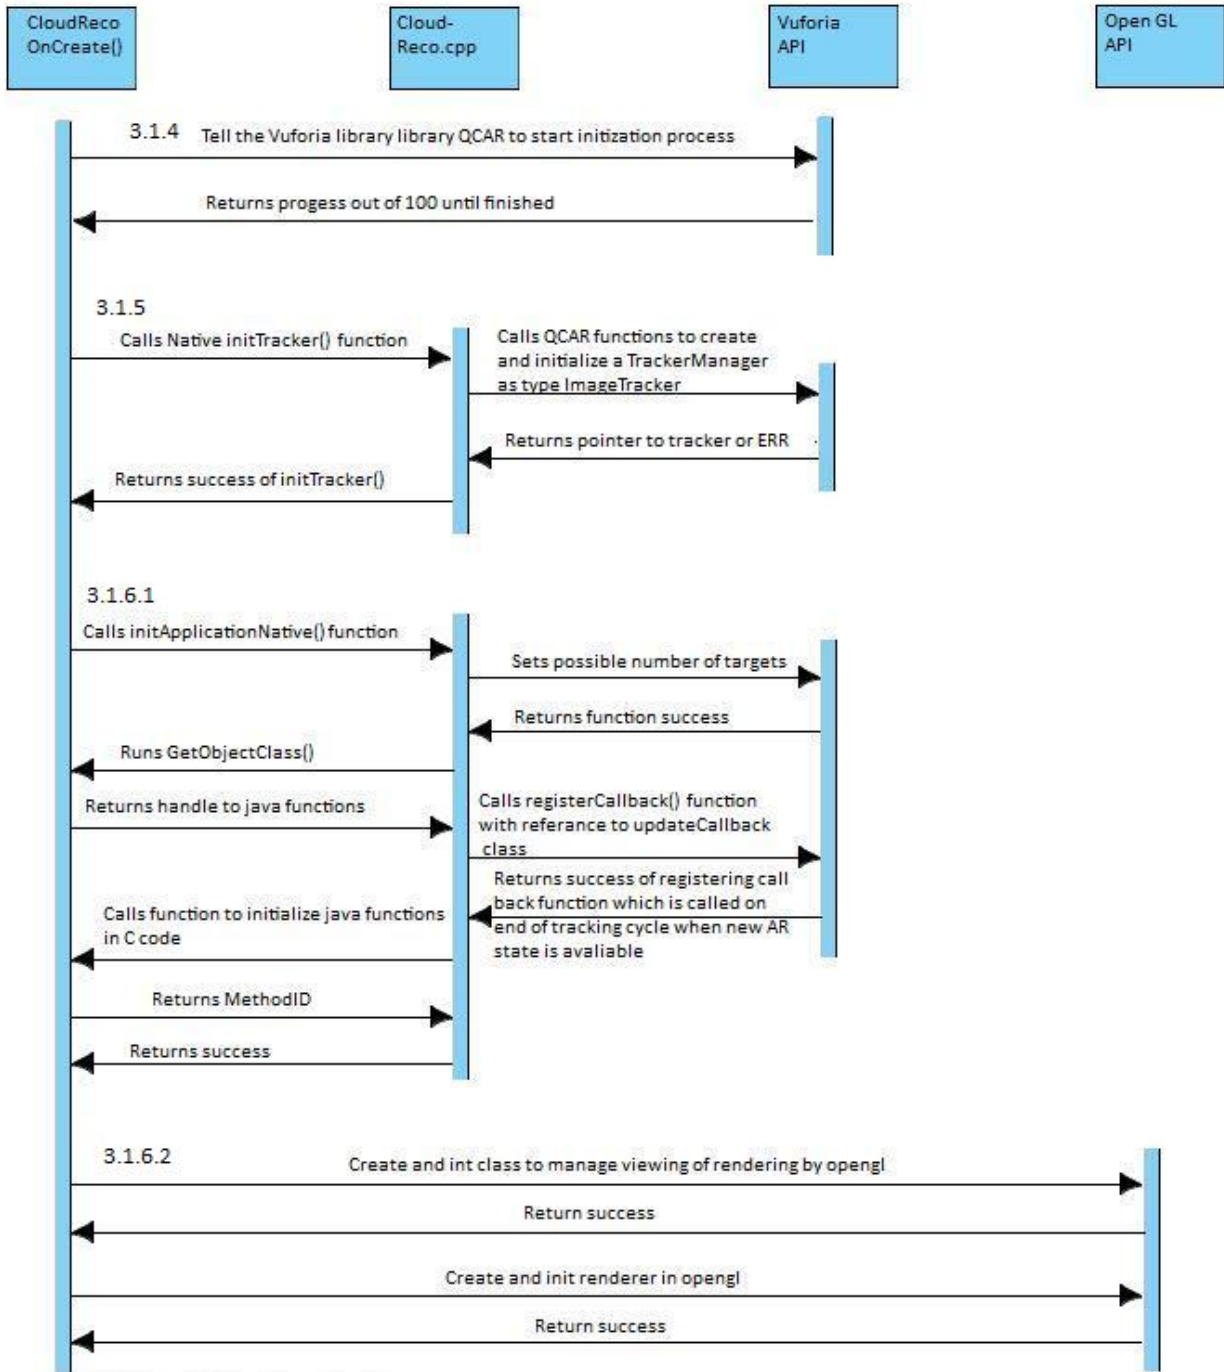 CloudReco
OnCreate()
Cloud-
Reco.cpp
Vuforia
API
Open GL
API
3.1.4
Tell the Vuforia library library QCAR to start initization process
Returns progess out of 100 until finished
3.1.5
Calls Native initTracker() function
Calls QCAR functions to create
and initialize a TrackerManager
as type ImageTracker
Returns pointer to tracker or ERR
Returns success of initTracker()
3.1.6.1
Calls initApplicationNative() function
Sets possible number of targets
Returns function success
Runs GetObjectClass()
Returns handle to java functions
Calls registerCallback() function
with referance to updateCallback
class
Returns success of registering call
back function which is called on
end of tracking cycle when new AR
state is avaliable
Calls function to initialize java functions
in C code
Returns MethodID
Returns success
3.1.6.2
Create and int class to manage viewing of rendering by opengl
Return success
Create and init renderer in opengl
Return success